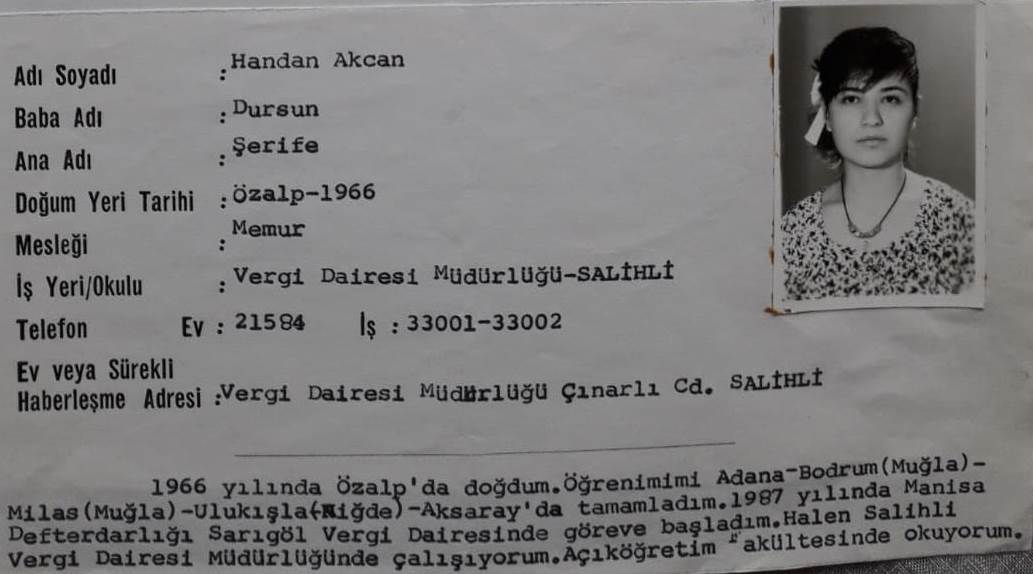 Adı Soyadı : Handan Akcan
Baba Adı : Dursun
Ana Adı : Şerife
Doğum Yeri Tarihi : Özalp-1966
Mesleği : Memur
İş Yeri/Okulu : Vergi Dairesi Müdürlüğü-SALİHLİ
Telefon Ev : 21584 İş : 33001-33002
Ev veya Sürekli
Haberleşme Adresi : Vergi Dairesi Müdürlüğü Çınarlı Cd. SALİHLİ
1966 yılında Özalp'da doğdum.Öğrenimimi Adana-Bodrum(Muğla)-
Milas(Muğla)-Ulukışla(Niğde)-Aksaray'da tamamladım.1987 yılında Manisa
Defterdarlığı Sarıgöl Vergi Dairesinde göreve başladım.Halen Salihli
Vergi Dairesi Müdürlüğünde çalışıyorum.Açıköğretim "akültesinde okuyorum.